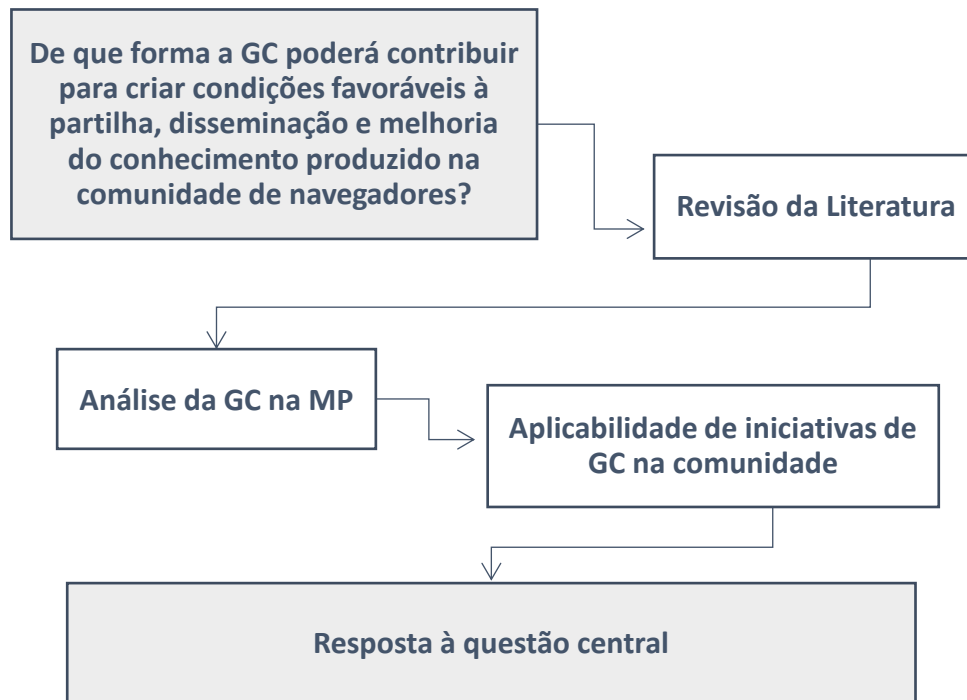 De que forma a GC poderá contribuir
para criar condições favoráveis à
partilha, disseminação e melhoria
do conhecimento produzido na
comunidade de navegadores?
Revisão da Literatura
Análise da GC na MP
Aplicabilidade de iniciativas de
GC na comunidade
Resposta à questão central